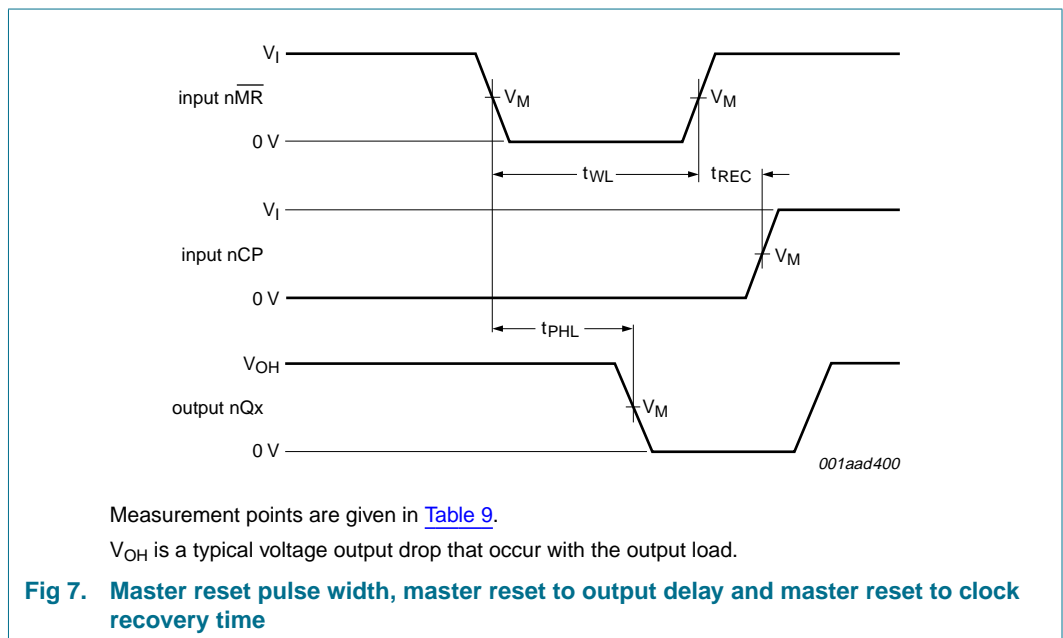 VI
input nMR
VM
VM
0 V
tWL
tREC
VI
input nCP
VM
0 V
tPHL
VOH
output nQx
VM
0 V
001aad400
Measurement points are given in Table 9.
VOH is a typical voltage output drop that occur with the output load.
Fig 7. Master reset pulse width, master reset to output delay and master reset to clock
recovery time